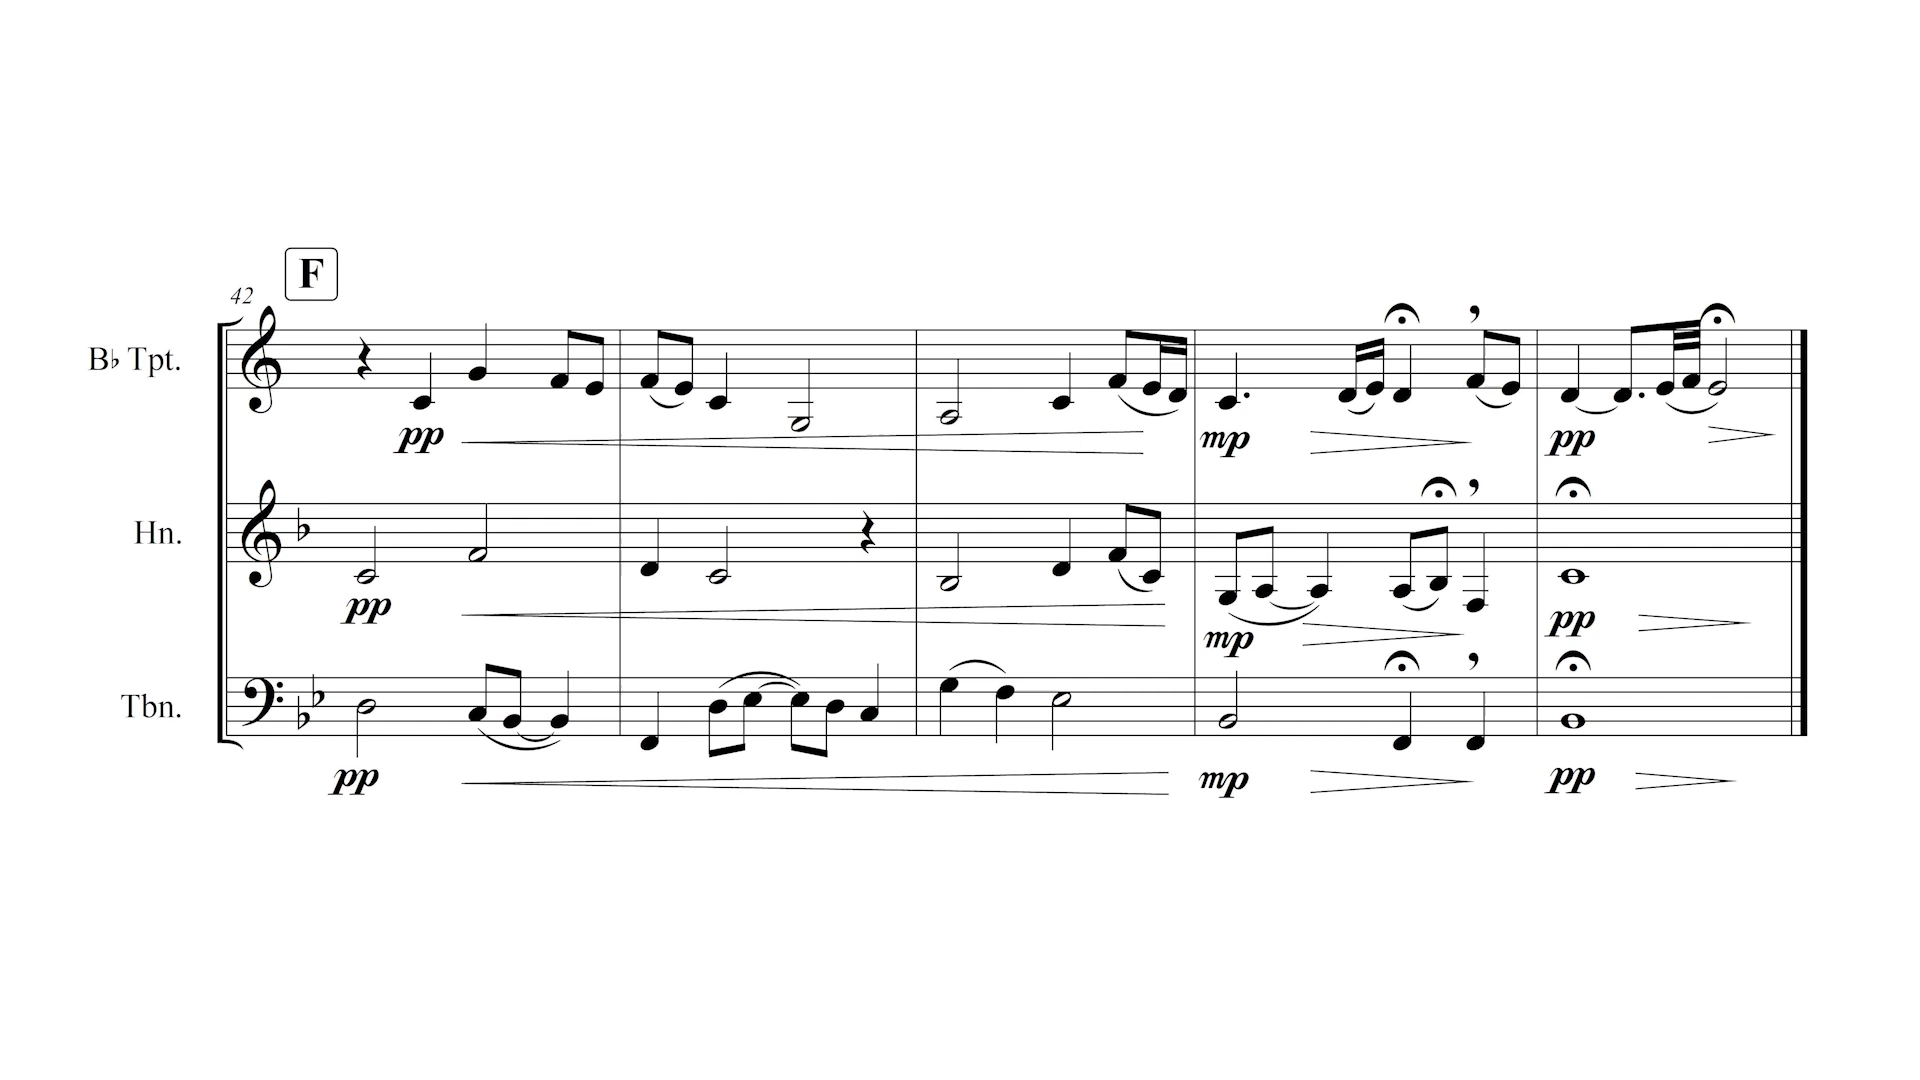 F
42
B♭ Tpt.
pp mp pp
Hn.
pp mp pp
Tbn.
pp mp pp